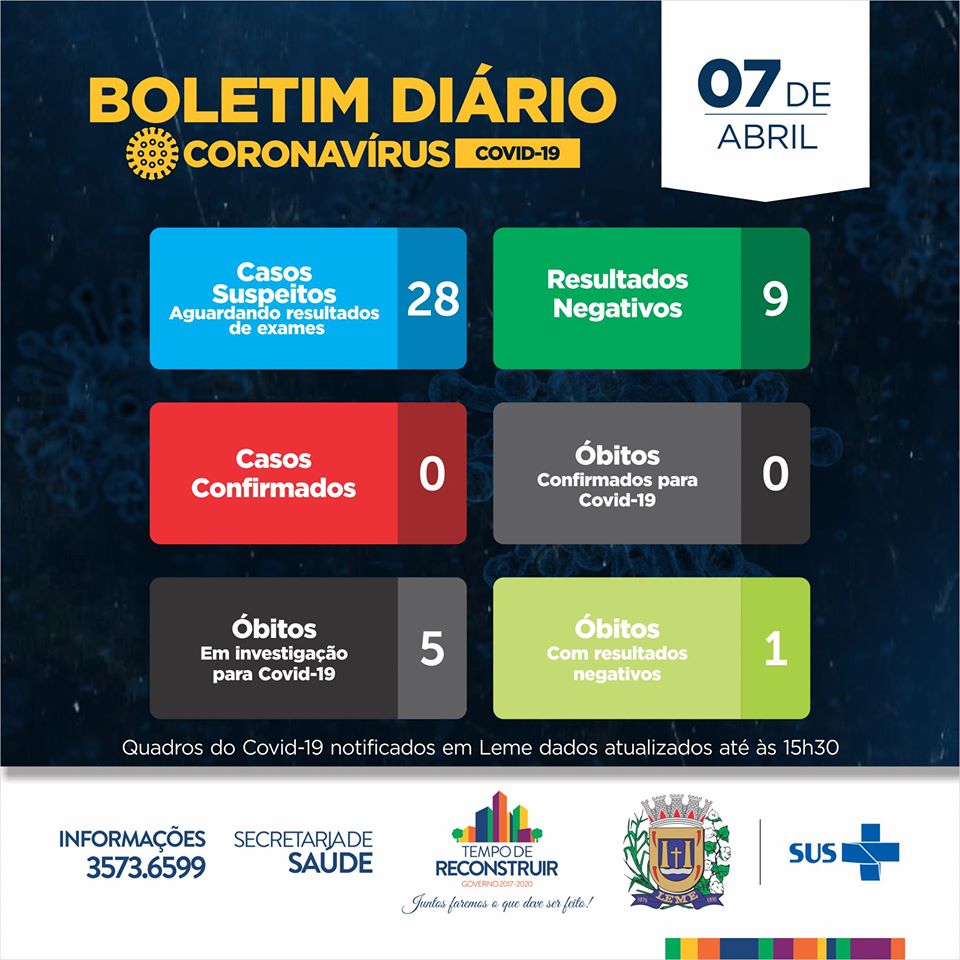 BOLETIM DIÁRIO
CORONAVÍRUS COVID-19
07 DE
ABRIL
Casos
Suspeitos
Aguardando resultados
de exames
28
Resultados
Negativos
9
Casos
Confirmados
0
Óbitos
Confirmados para
Covid-19
0
Óbitos
Em investigação
para Covid-19
5
Óbitos
Com resultados
negativos
1
Quadros do Covid-19 notificados em Leme dados atualizados até às 15h30
INFORMAÇÕES
3573.6599
SECRETARIA DE
SAÚDE
TEMPO DE
RECONSTRUIR
GOVERNO 2017-2020
Juntos faremos o que deve ser feito!
1876 LEME 1895
SUS